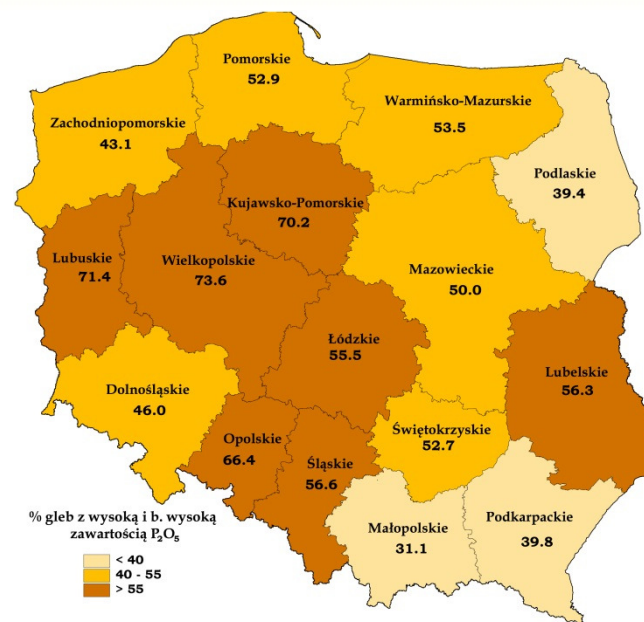 Pomorskie
52.9
Warmińsko-Mazurskie
53.5
Zachodniopomorskie
43.1
Podlaskie
39.4
Kujawsko-Pomorskie
70.2
Lubuskie
71.4
Wielkopolskie
73.6
Mazowieckie
50.0
Łódzkie
55.5
Lubelskie
56.3
Dolnośląskie
46.0
Świętokrzyskie
52.7
Opolskie
66.4
Śląskie
56.6
Małopolskie
31.1
Podkarpackie
39.8
% gleb z wysoką i b. wysoką
zawartością P₂O₅
< 40
40 - 55
> 55